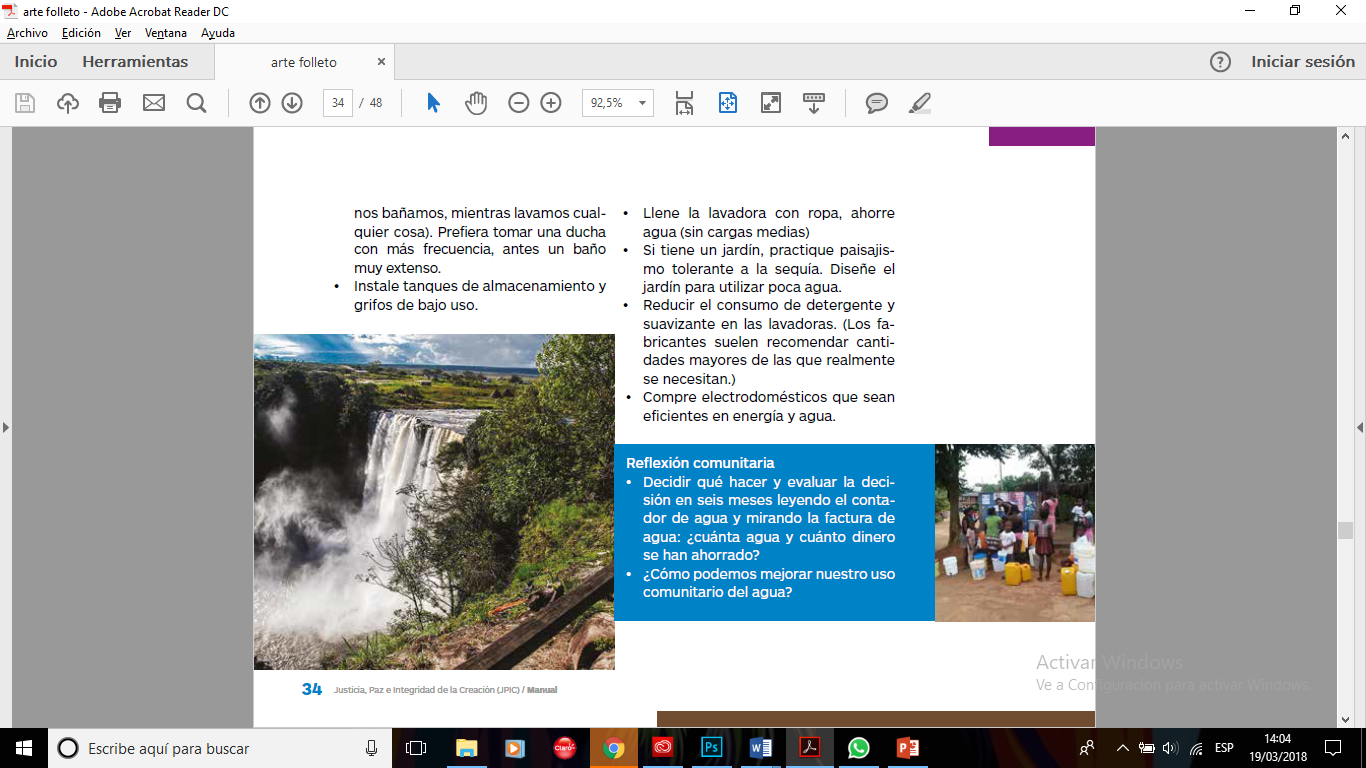 arte folleto - Adobe Acrobat Reader DC
Archivo Edición Ver Ventana Ayuda
Inicio Herramientas arte folleto × ? Iniciar sesión
34 / 48 92,5%
nos bañamos, mientras lavamos cual-
quier cosa). Prefiera tomar una ducha
con más frecuencia, antes un baño
muy extenso.
• Instale tanques de almacenamiento y
grifos de bajo uso.
• Llene la lavadora con ropa, ahorre
agua (sin cargas medias)
• Si tiene un jardín, practique paisajis-
mo tolerante a la sequía. Diseñe el
jardín para utilizar poca agua.
• Reducir el consumo de detergente y
suavizante en las lavadoras. (Los fa-
bricantes suelen recomendar canti-
dades mayores de las que realmente
se necesitan.)
• Compre electrodomésticos que sean
eficientes en energía y agua.
Reflexión comunitaria
• Decidir qué hacer y evaluar la deci-
sión en seis meses leyendo el conta-
dor de agua y mirando la factura de
agua: ¿cuánta agua y cuánto dinero
se han ahorrado?
• ¿Cómo podemos mejorar nuestro uso
comunitario del agua?
34 Justicia, Paz e Integridad de la Creación (JPIC) / Manual
Activar Windows
Ve a Configuración para activar Windows.
Escribe aquí para buscar
Claro
Ps
ESP
14:04
19/03/2018